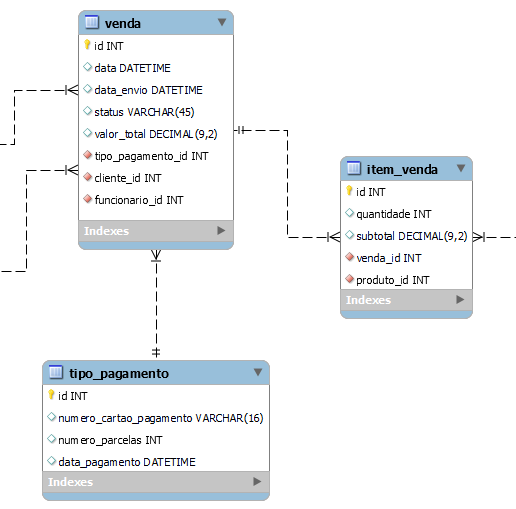 venda
id INT
data DATETIME
data_envio DATETIME
status VARCHAR(45)
valor_total DECIMAL(9,2)
tipo_pagamento_id INT
cliente_id INT
funcionario_id INT
Indexes
item_venda
id INT
quantidade INT
subtotal DECIMAL(9,2)
venda_id INT
produto_id INT
Indexes
tipo_pagamento
id INT
numero_cartao_pagamento VARCHAR(16)
numero_parcelas INT
data_pagamento DATETIME
Indexes